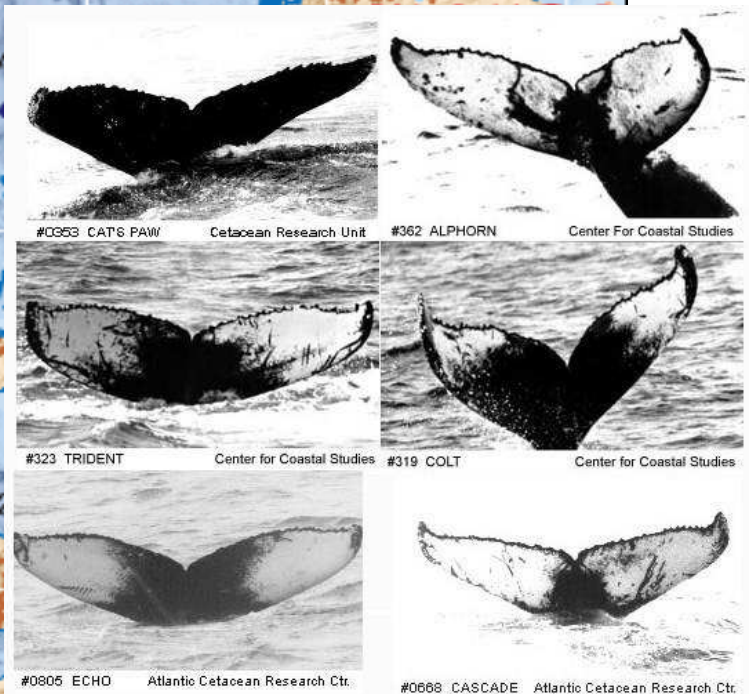 #0353 CAT'S PAW Cetacean Research Unit
#362 ALPHORN Center For Coastal Studies
#323 TRIDENT Center for Coastal Studies
#319 COLT Center for Coastal Studies
#0805 ECHO Atlantic Cetacean Research Ctr.
#0668 CASCADE Atlantic Cetacean Research Ctr.